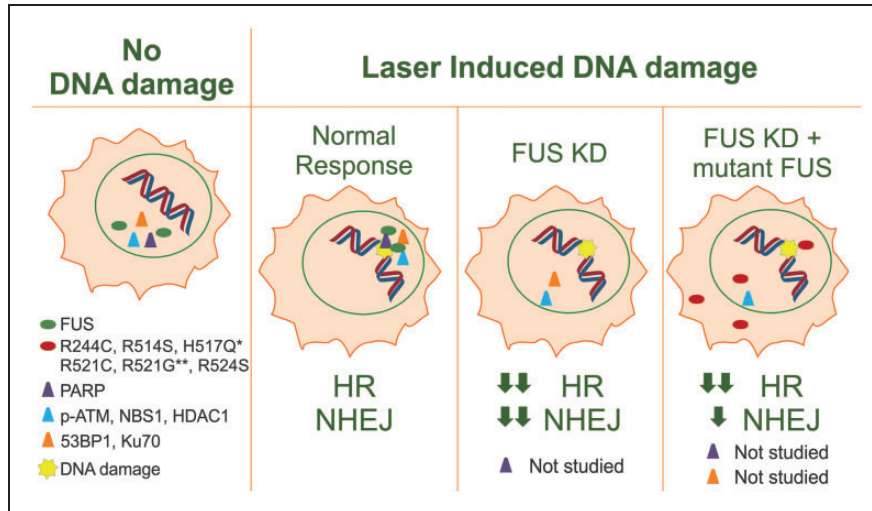 No
DNA damage
Laser Induced DNA damage
Normal
Response
FUS KD
FUS KD +
mutant FUS
FUS
R244C, R514S, H517Q*
R521C, R521G**, R524S
PARP
p-ATM, NBS1, HDAC1
53BP1, Ku70
DNA damage
HR
NHEJ
HR
NHEJ
Not studied
HR
NHEJ
Not studied
Not studied